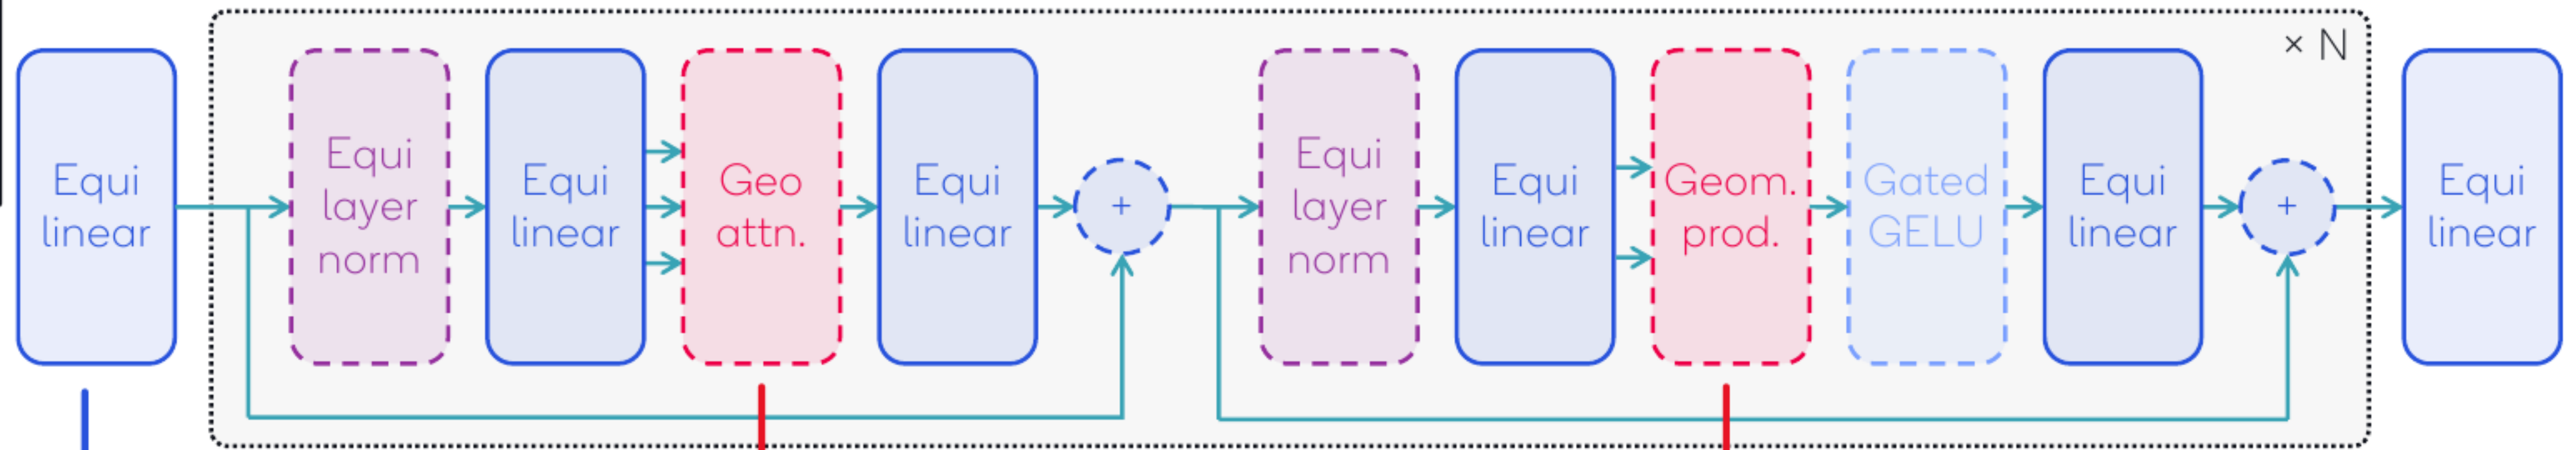 Equi
linear
Equi
layer
norm
Equi
linear
Geo
attn.
Equi
linear
+
Equi
layer
norm
Equi
linear
Geom.
prod.
Gated
GELU
Equi
linear
+
× N
Equi
linear